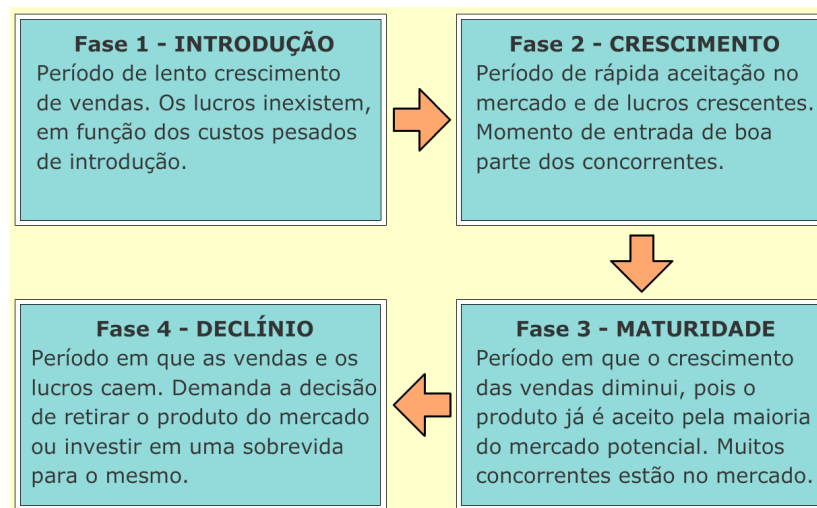 Fase 1 - INTRODUÇÃO
Período de lento crescimento
de vendas. Os lucros inexistem,
em função dos custos pesados
de introdução.
Fase 2 - CRESCIMENTO
Período de rápida aceitação no
mercado e de lucros crescentes.
Momento de entrada de boa
parte dos concorrentes.
Fase 3 - MATURIDADE
Período em que o crescimento
das vendas diminui, pois o
produto já é aceito pela maioria
do mercado potencial. Muitos
concorrentes estão no mercado.
Fase 4 - DECLÍNIO
Período em que as vendas e os
lucros caem. Demanda a decisão
de retirar o produto do mercado
ou investir em uma sobrevida
para o mesmo.